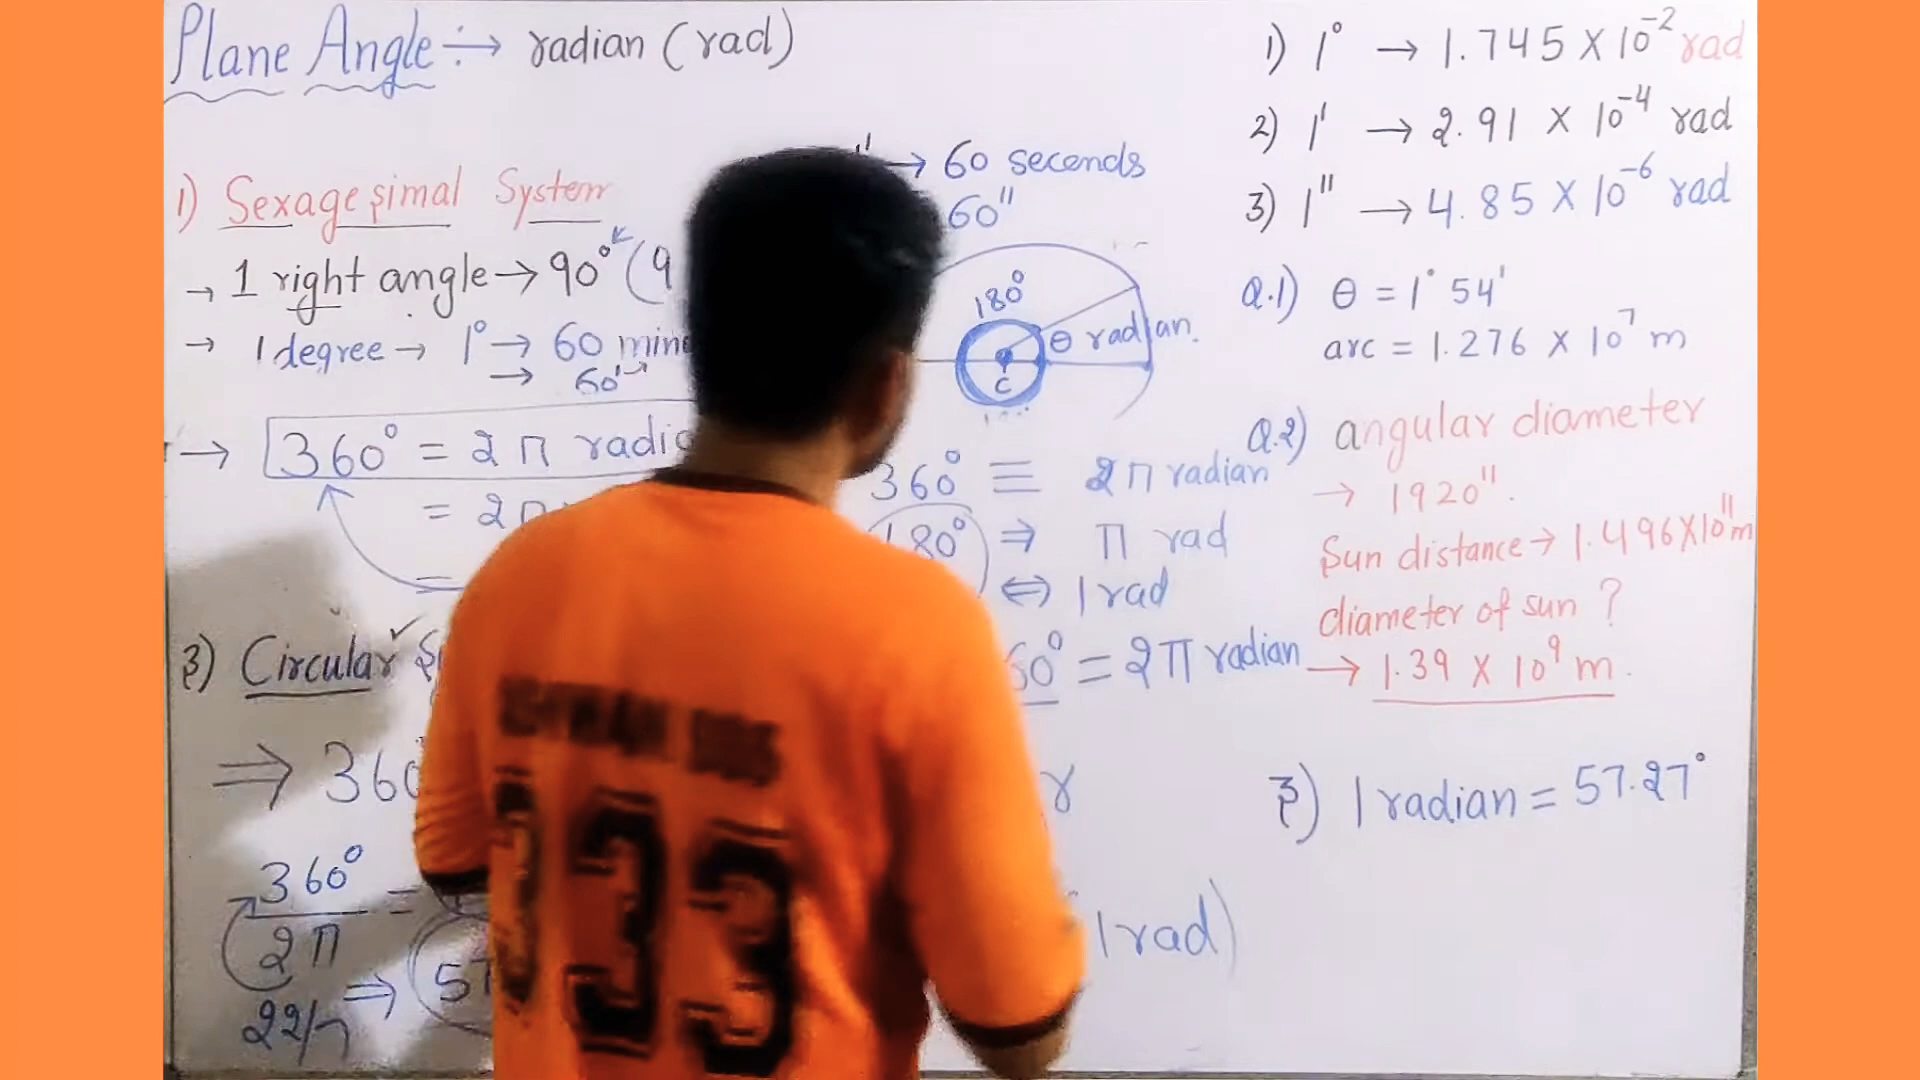 Plane Angle :→ radian (rad)
1) Sexagesimal System
→ 1 right angle → 90° (9
→ 1 degree → 1° → 60 min
→ 60'
→ 360° = 2π radi
= 2π
=
3) Circular
⇒ 360
360° =
2π
22/7 ⇒ 57
1' → 60 seconds
60"
180°
θ radian.
C
360° ≡ 2π radian
180° ⇒ π rad
⇔ 1 rad
60° = 2π radian
r
1 rad)
1) 1° → 1.745 X 10⁻² rad
2) 1' → 2.91 X 10⁻⁴ rad
3) 1" → 4.85 X 10⁻⁶ rad
Q.1) θ = 1° 54'
arc = 1.276 X 10⁷ m
Q.2) angular diameter
→ 1920".
Sun distance → 1.496X10¹¹ m
diameter of sun ?
→ 1.39 X 10⁹ m.
3) 1 radian = 57.27°
333